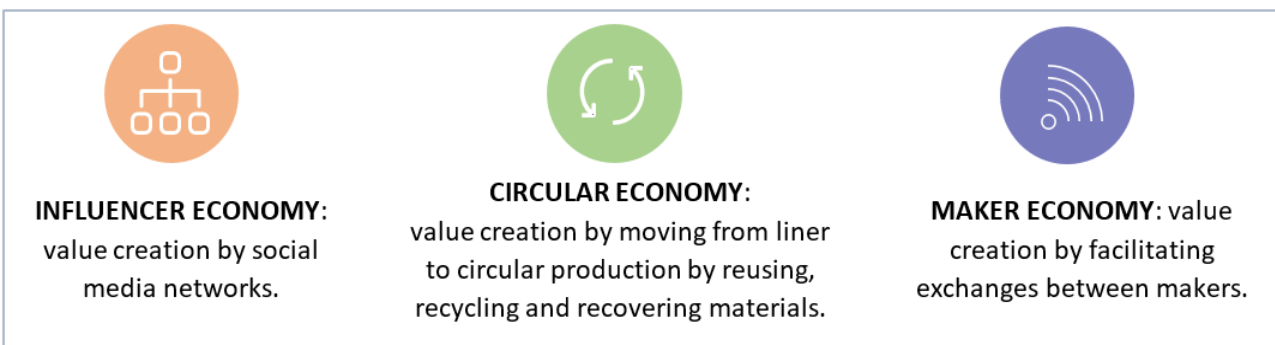 INFLUENCER ECONOMY:
value creation by social
media networks.
CIRCULAR ECONOMY:
value creation by moving from liner
to circular production by reusing,
recycling and recovering materials.
MAKER ECONOMY: value
creation by facilitating
exchanges between makers.